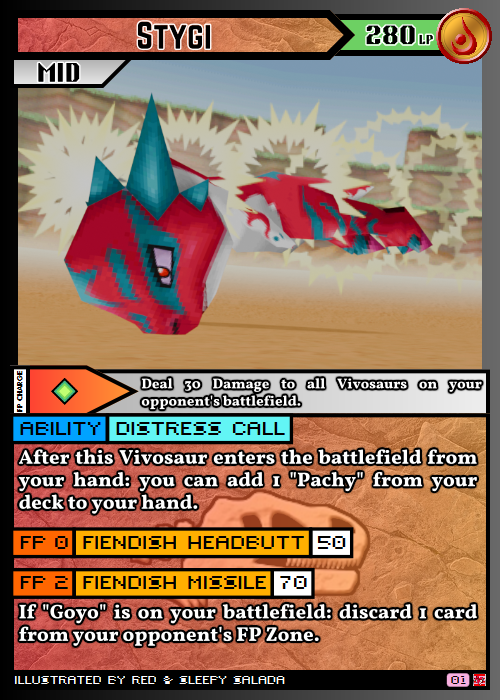 STYGI
280 LP
MID
FP CHARGE
Deal 30 Damage to all Vivosaurs on your
opponent's battlefield.
ABILITY DISTRESS CALL
After this Vivosaur enters the battlefield from
your hand: you can add 1 "Pachy" from your
deck to your hand.
FP 0 FIENDISH HEADBUTT 50
FP 2 FIENDISH MISSILE 70
If "Goyo" is on your battlefield: discard 1 card
from your opponent's FP Zone.
ILLUSTRATED BY RED & SLEEPY SALADA
01